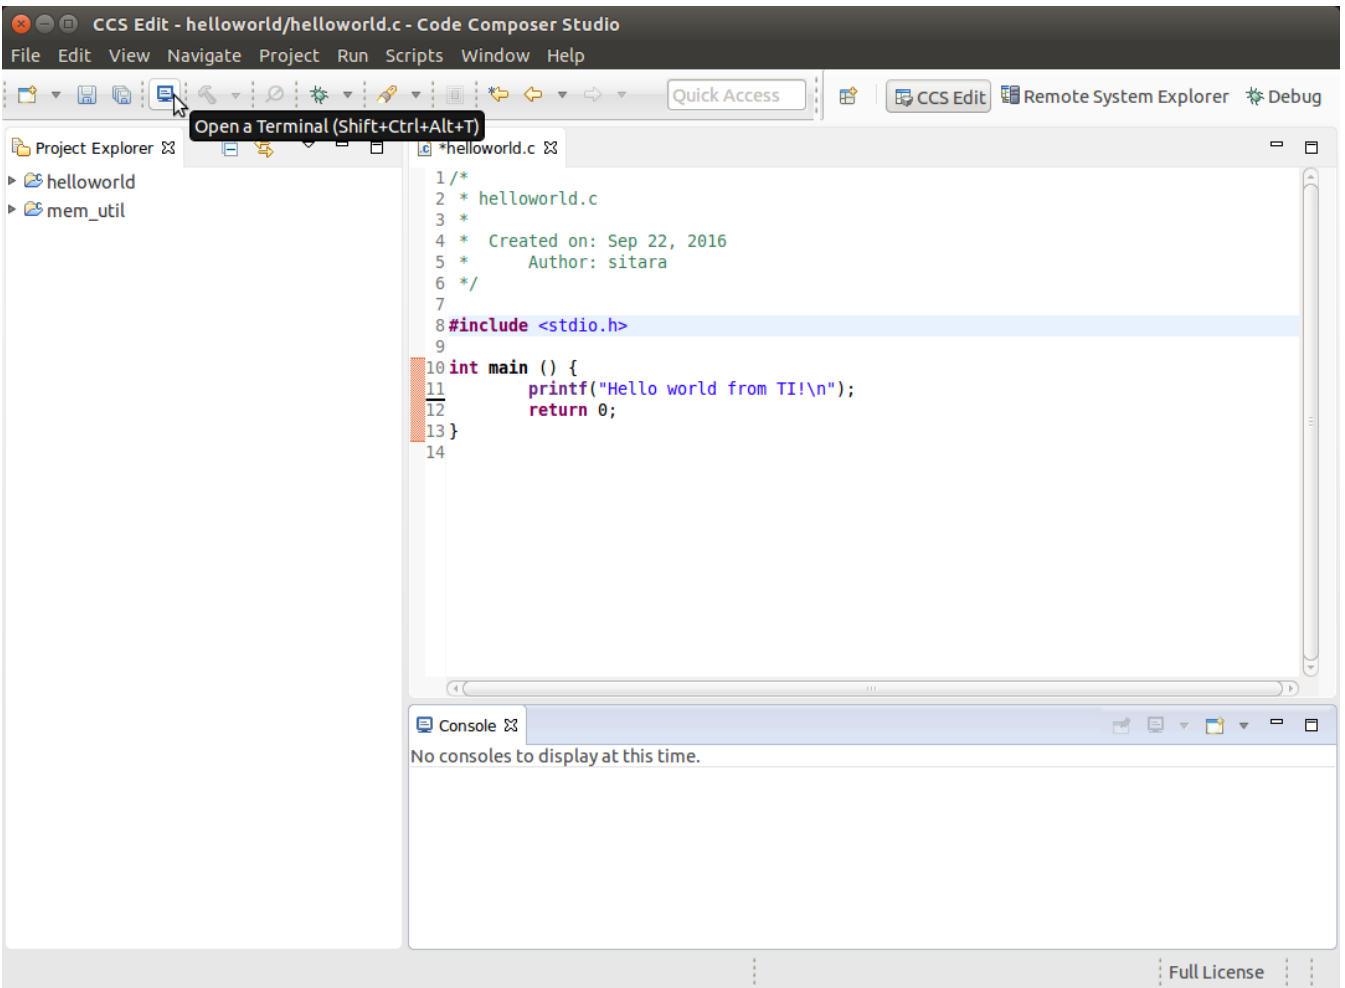 CCS Edit - helloworld/helloworld.c - Code Composer Studio
File Edit View Navigate Project Run Scripts Window Help
Quick Access CCS Edit Remote System Explorer Debug
Open a Terminal (Shift+Ctrl+Alt+T)
Project Explorer
*helloworld.c
helloworld
mem_util
1 /*
2 * helloworld.c
3 *
4 * Created on: Sep 22, 2016
5 * Author: sitara
6 */
7
8 #include <stdio.h>
9
10 int main () {
11 printf("Hello world from TI!\n");
12 return 0;
13 }
14
Console
No consoles to display at this time.
Full License